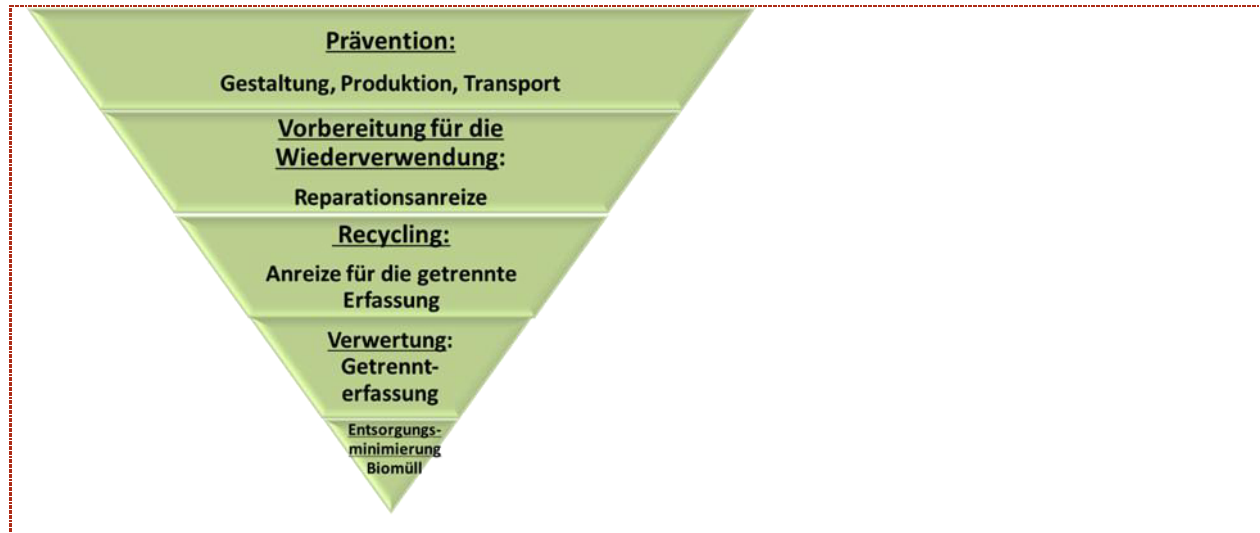 Prävention:
Gestaltung, Produktion, Transport
Vorbereitung für die
Wiederverwendung:
Reparationsanreize
Recycling:
Anreize für die getrennte
Erfassung
Verwertung:
Getrennt-
erfassung
Entsorgungs-
minimierung
Biomüll